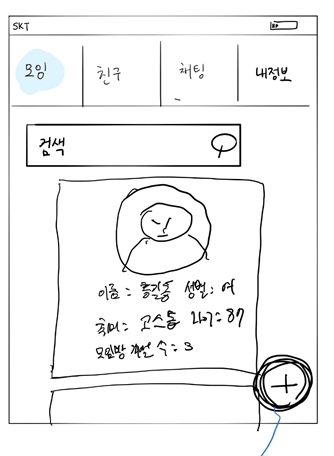 SKT
모임 친구 채팅 내정보
검색
이름 = 홍길동 성별: 여
취미= 고스톱 나이= 87
모임방 개설 수= 3
+